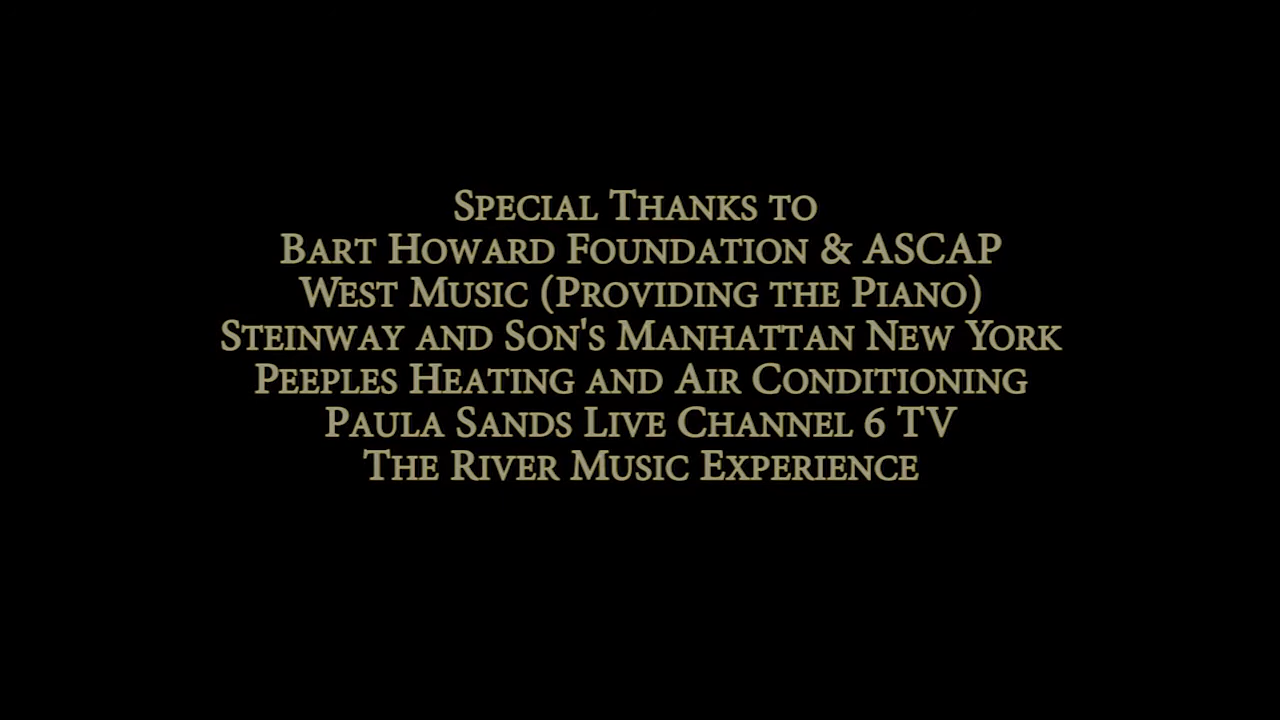 Special Thanks to
Bart Howard Foundation & ASCAP
West Music (Providing the Piano)
Steinway and Son's Manhattan New York
Peeples Heating and Air Conditioning
Paula Sands Live Channel 6 TV
The River Music Experience